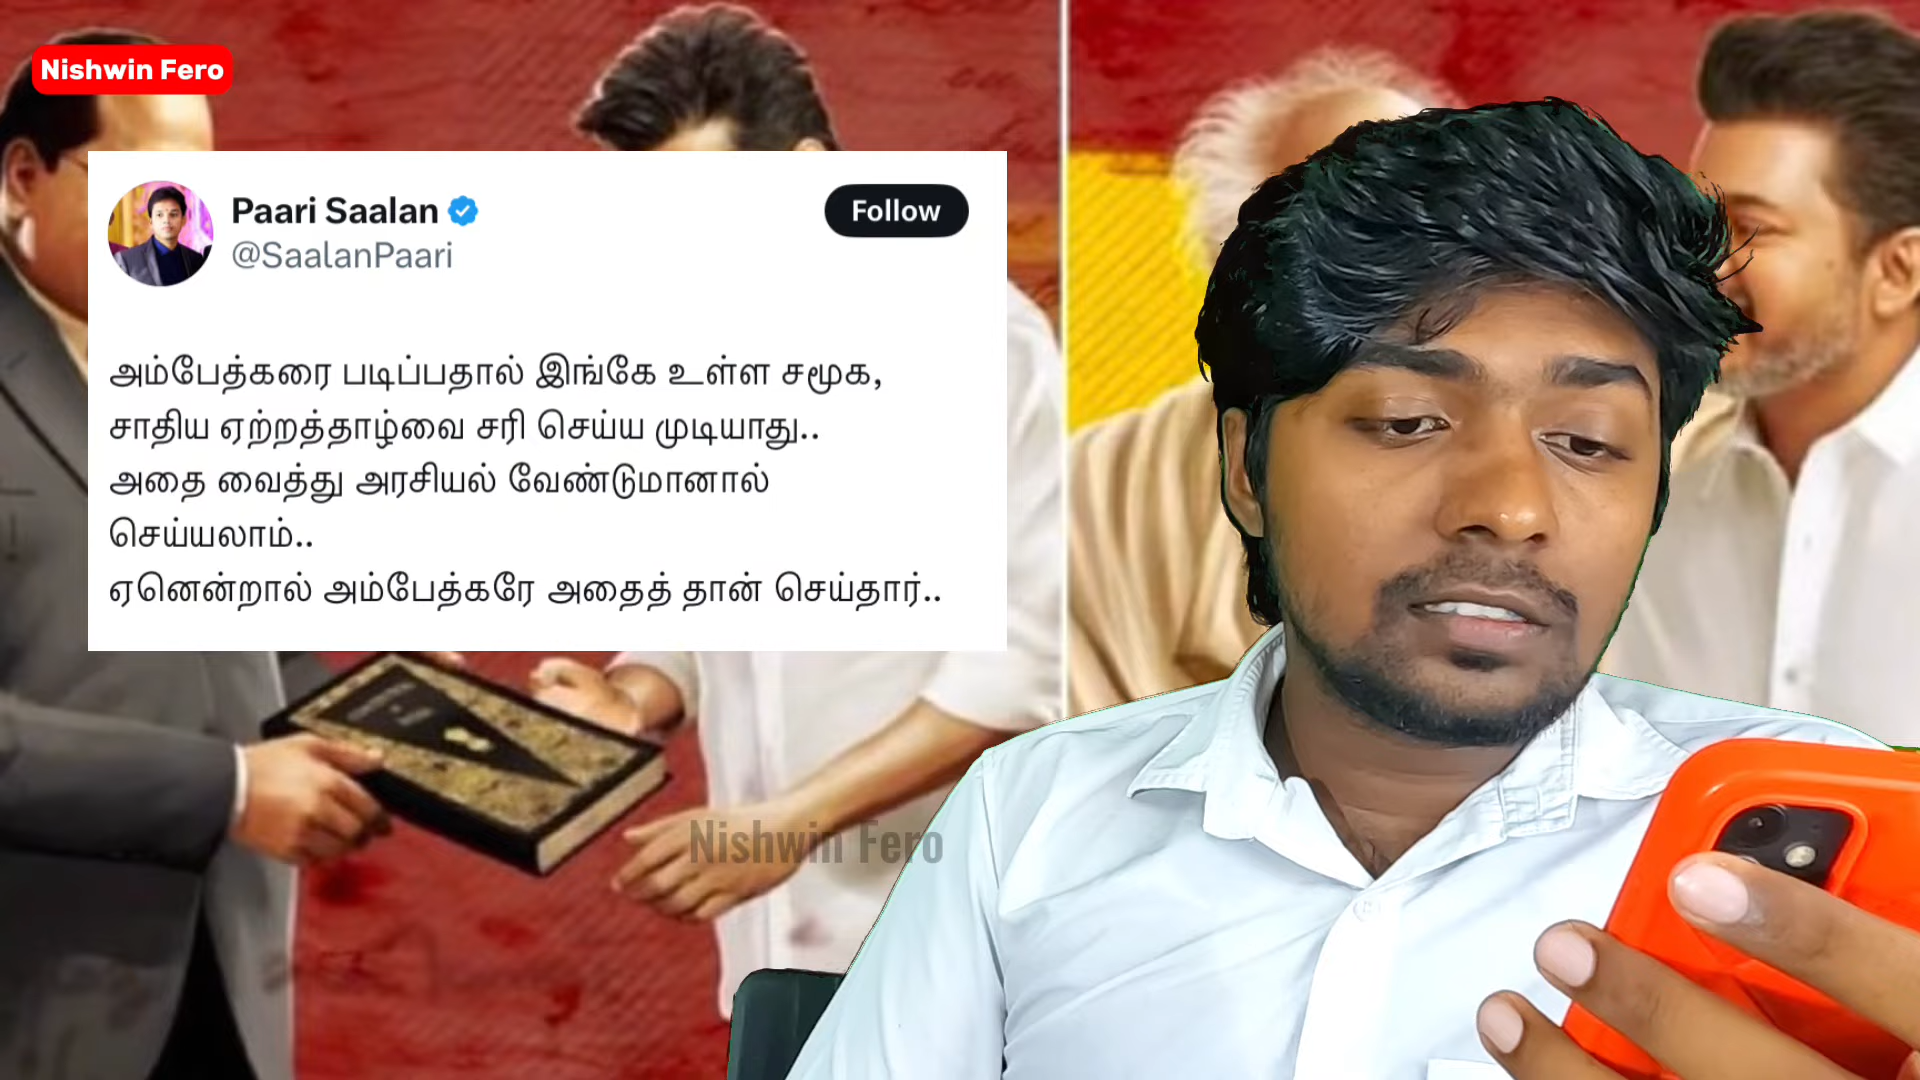 Nishwin Fero
Paari Saalan
Follow
@SaalanPaari
அம்பேத்கரை படிப்பதால் இங்கே உள்ள சமூக,
சாதிய ஏற்றத்தாழ்வை சரி செய்ய முடியாது..
அதை வைத்து அரசியல் வேண்டுமானால்
செய்யலாம்..
ஏனென்றால் அம்பேத்கரே அதைத் தான் செய்தார்..
Nishwin Fero